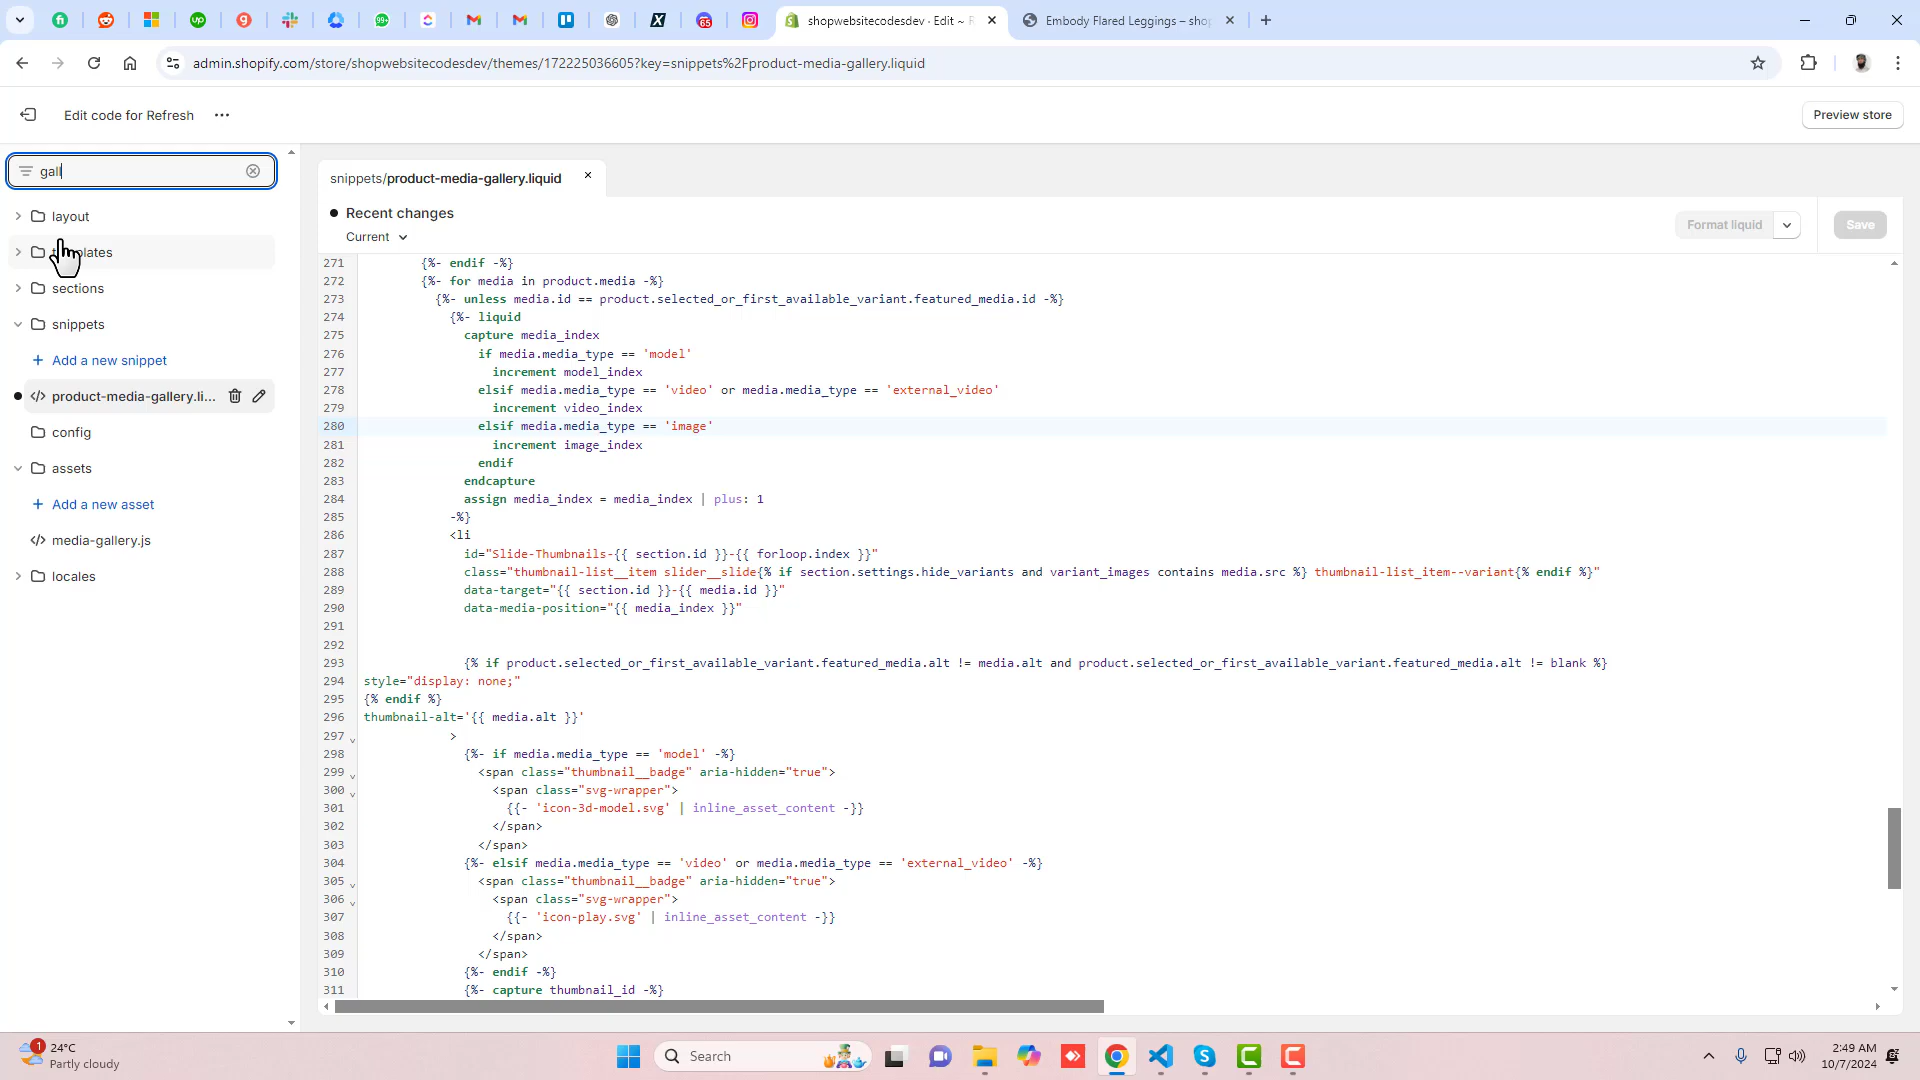 65
shopwebsitecodesdev · Edit ~ R
Embody Flared Leggings – shop
admin.shopify.com/store/shopwebsitecodesdev/themes/172225036605?key=snippets%2Fproduct-media-gallery.liquid
Edit code for Refresh
Preview store
gall
layout
sections
snippets
Add a new snippet
product-media-gallery.li...
config
assets
Add a new asset
media-gallery.js
locales
snippets/product-media-gallery.liquid
Recent changes
Current
Format liquid
Save
271 {%- endif -%}
272 {%- for media in product.media -%}
273 {%- unless media.id == product.selected_or_first_available_variant.featured_media.id -%}
274 {%- liquid
275 capture media_index
276 if media.media_type == 'model'
277 increment model_index
278 elsif media.media_type == 'video' or media.media_type == 'external_video'
279 increment video_index
280 elsif media.media_type == 'image'
281 increment image_index
282 endif
283 endcapture
284 assign media_index = media_index | plus: 1
285 -%}
286 <li
287 id="Slide-Thumbnails-{{ section.id }}-{{ forloop.index }}"
288 class="thumbnail-list__item slider__slide{% if section.settings.hide_variants and variant_images contains media.src %} thumbnail-list_item--variant{% endif %}"
289 data-target="{{ section.id }}-{{ media.id }}"
290 data-media-position="{{ media_index }}"
291
292
293 {% if product.selected_or_first_available_variant.featured_media.alt != media.alt and product.selected_or_first_available_variant.featured_media.alt != blank %}
294 style="display: none;"
295 {% endif %}
296 thumbnail-alt='{{ media.alt }}'
297 >
298 {%- if media.media_type == 'model' -%}
299 <span class="thumbnail__badge" aria-hidden="true">
300 <span class="svg-wrapper">
301 {{- 'icon-3d-model.svg' | inline_asset_content -}}
302 </span>
303 </span>
304 {%- elsif media.media_type == 'video' or media.media_type == 'external_video' -%}
305 <span class="thumbnail__badge" aria-hidden="true">
306 <span class="svg-wrapper">
307 {{- 'icon-play.svg' | inline_asset_content -}}
308 </span>
309 </span>
310 {%- endif -%}
311 {%- capture thumbnail_id -%}
1
24°C
Partly cloudy
Search
2:49 AM
10/7/2024